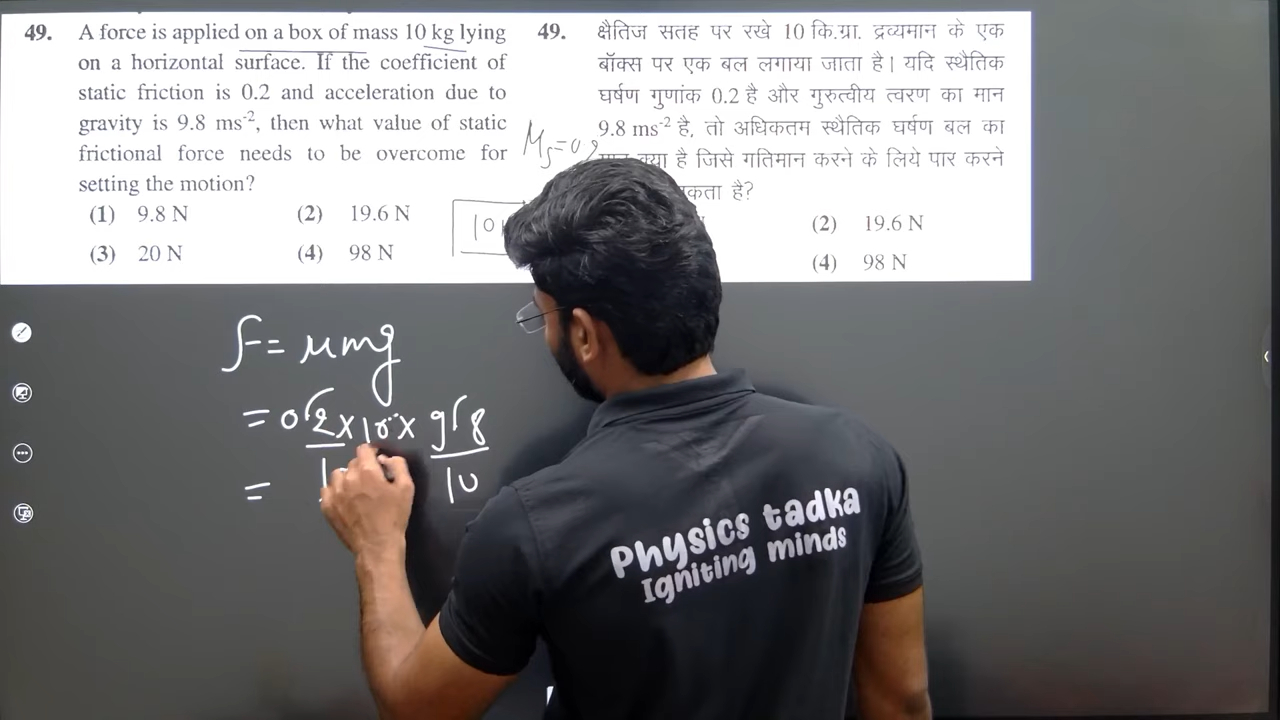 49. A force is applied on a box of mass 10 kg lying
on a horizontal surface. If the coefficient of
static friction is 0.2 and acceleration due to
gravity is 9.8 ms⁻², then what value of static
frictional force needs to be overcome for
setting the motion?
(1) 9.8 N (2) 19.6 N
(3) 20 N (4) 98 N
49. क्षैतिज सतह पर रखे 10 कि.ग्रा. द्रव्यमान के एक
बॉक्स पर एक बल लगाया जाता है। यदि स्थैतिक
घर्षण गुणांक 0.2 है और गुरुत्वीय त्वरण का मान
9.8 ms⁻² है, तो अधिकतम स्थैतिक घर्षण बल का
क्या है जिसे गतिमान करने के लिये पार करने
है?
(2) 19.6 N
(4) 98 N
μs=0.
10
f = μmg
= 0.2 × 10 × 9.8
= 10
Physics tadka
Igniting minds